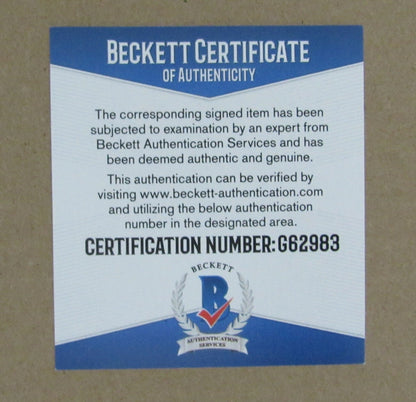 BECKETT CERTIFICATE
OF AUTHENTICITY
The corresponding signed item has been
subjected to examination by an expert from
Beckett Authentication Services and has
been deemed authentic and genuine.
This authentication can be verified by
visiting www.beckett-authentication.com
and utilizing the below authentication
number in the designated area.
CERTIFICATION NUMBER: G62983
BECKETT
B
AUTHENTICATION
SERVICES